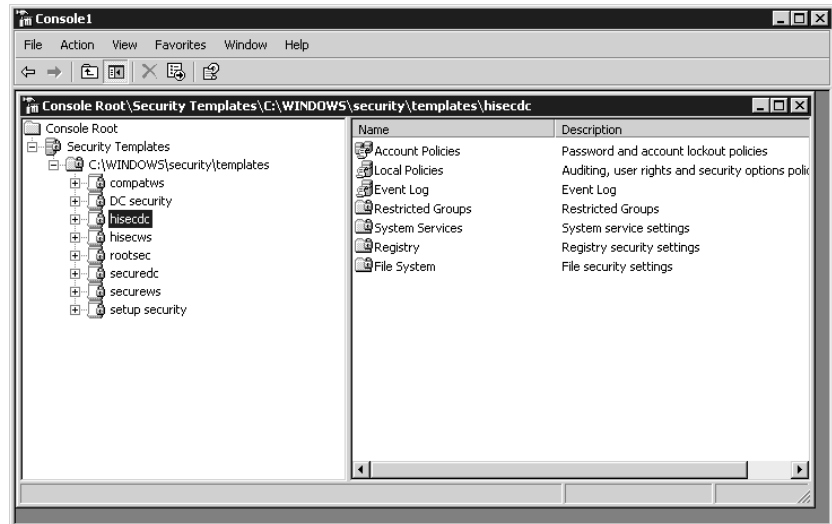 Console1
File Action View Favorites Window Help
Console Root\Security Templates\C:\WINDOWS\security\templates\hisecdc
Console Root
Security Templates
C:\WINDOWS\security\templates
compatws
DC security
hisecdc
hisecws
rootsec
securedc
securews
setup security
Name Description
Account Policies Password and account lockout policies
Local Policies Auditing, user rights and security options polic
Event Log Event Log
Restricted Groups Restricted Groups
System Services System service settings
Registry Registry security settings
File System File security settings